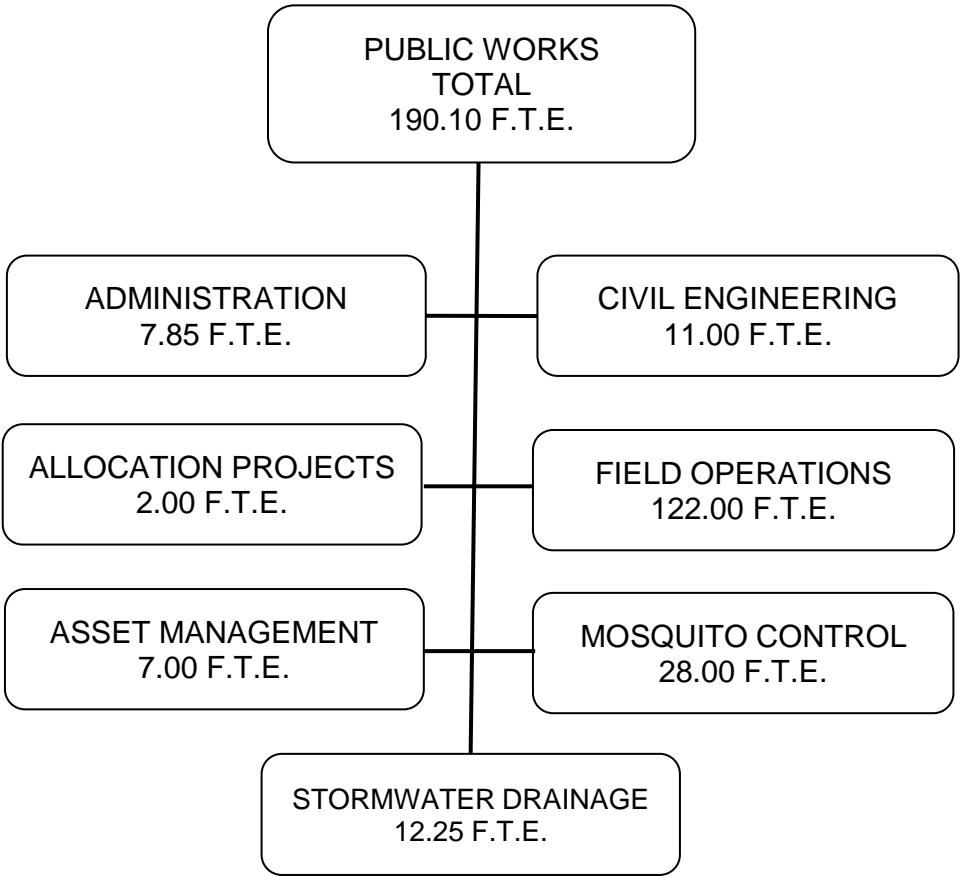 PUBLIC WORKS
TOTAL
190.10 F.T.E.
ADMINISTRATION
7.85 F.T.E.
CIVIL ENGINEERING
11.00 F.T.E.
ALLOCATION PROJECTS
2.00 F.T.E.
FIELD OPERATIONS
122.00 F.T.E.
ASSET MANAGEMENT
7.00 F.T.E.
MOSQUITO CONTROL
28.00 F.T.E.
STORMWATER DRAINAGE
12.25 F.T.E.